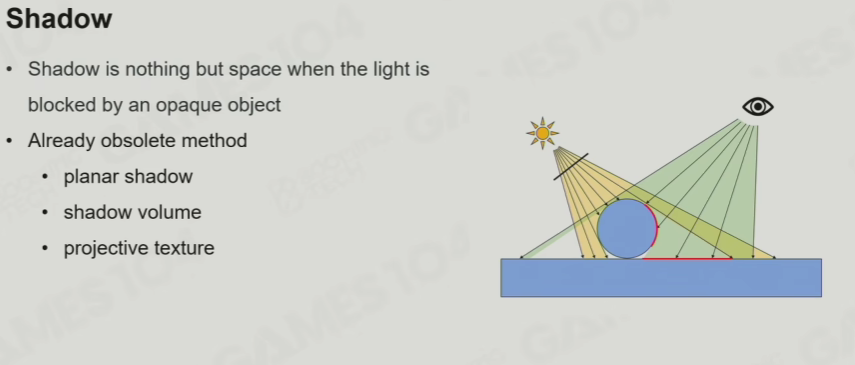 Shadow
• Shadow is nothing but space when the light is
blocked by an opaque object
• Already obsolete method
• planar shadow
• shadow volume
• projective texture
GAMES104